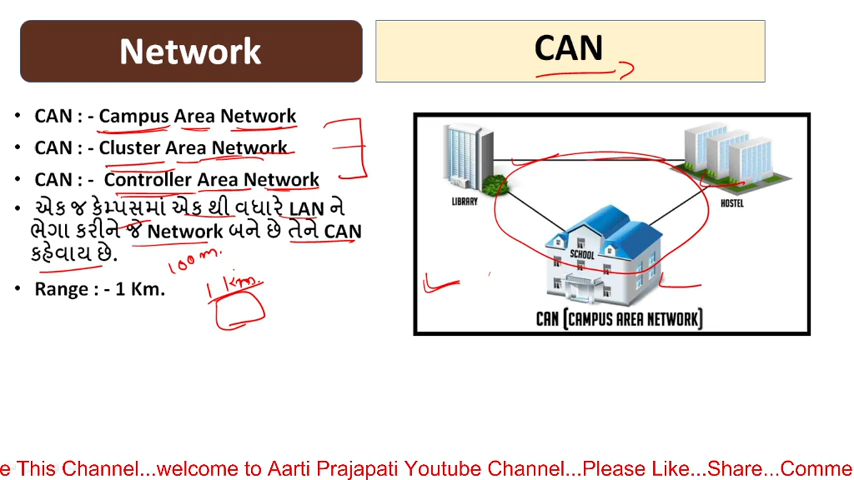 Network
CAN
• CAN : - Campus Area Network
• CAN : - Cluster Area Network
• CAN : - Controller Area Network
• એક જ કેમ્પસમાં એક થી વધારે LAN ને
ભેગા કરીને જે Network બને છે તેને CAN
કહેવાય છે.
100 m.
1 km.
• Range : - 1 Km.
LIBRARY
HOSTEL
SCHOOL
CAN (CAMPUS AREA NETWORK)
e This Channel...welcome to Aarti Prajapati Youtube Channel...Please Like...Share...Comme